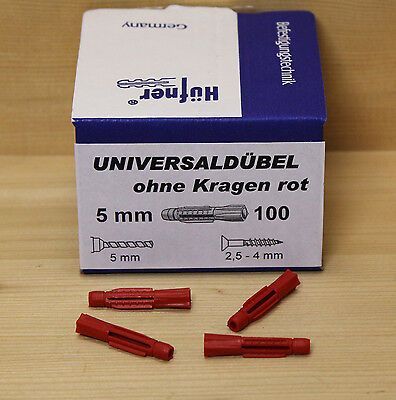 Befestigungstechnik
Hüfner®
Germany
UNIVERSALDÜBEL
ohne Kragen rot
5 mm 100
5 mm 2,5 - 4 mm